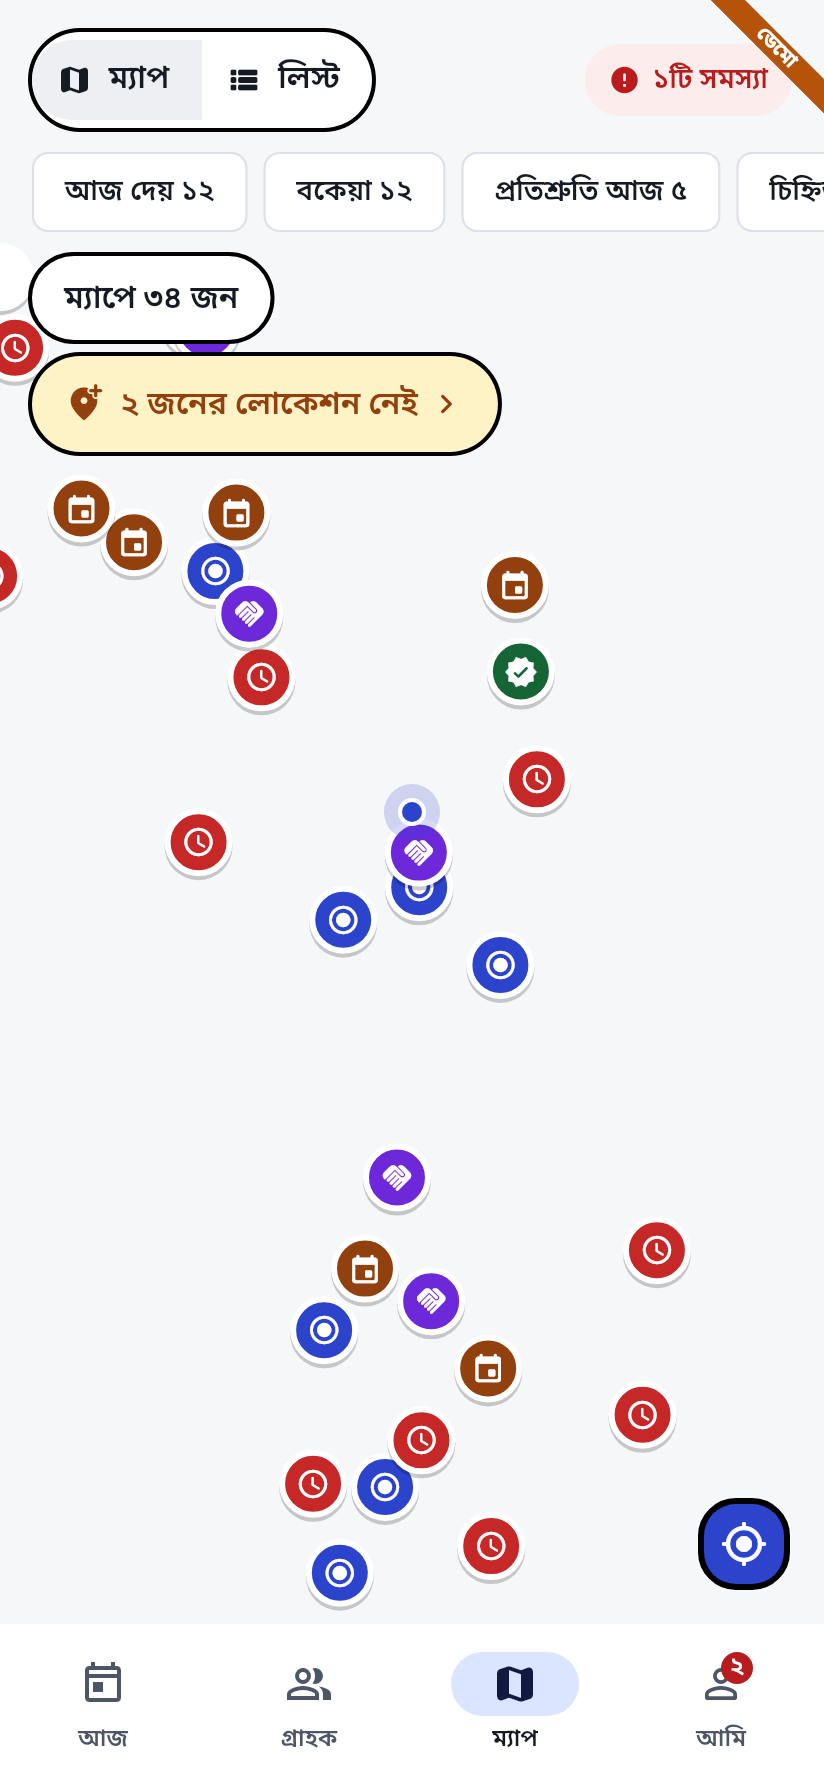 ডেমো
ম্যাপ
লিস্ট
১টি সমস্যা
আজ দেয় ১২
বকেয়া ১২
প্রতিশ্রুতি আজ ৫
ম্যাপে ৩৪ জন
২ জনের লোকেশন নেই
২
আজ
গ্রাহক
ম্যাপ
আমি